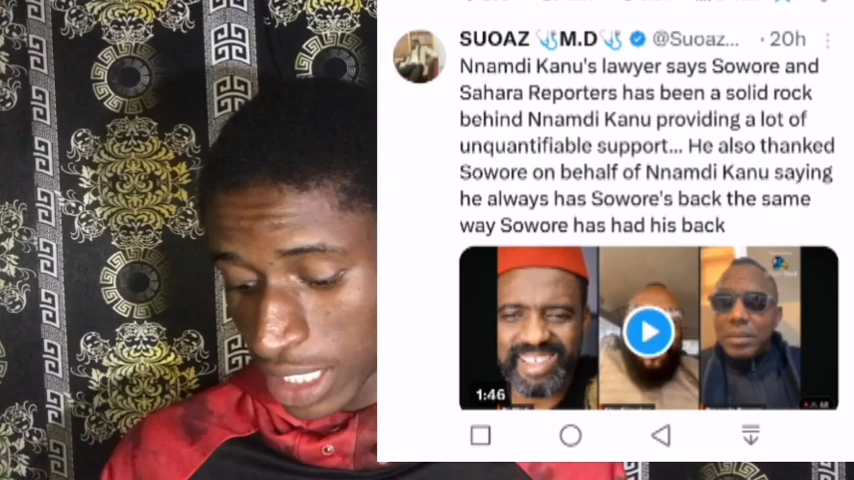 SUOAZ 🩺M.D🩺 @Suoaz... · 20h
Nnamdi Kanu's lawyer says Sowore and
Sahara Reporters has been a solid rock
behind Nnamdi Kanu providing a lot of
unquantifiable support... He also thanked
Sowore on behalf of Nnamdi Kanu saying
he always has Sowore's back the same
way Sowore has had his back
1:46